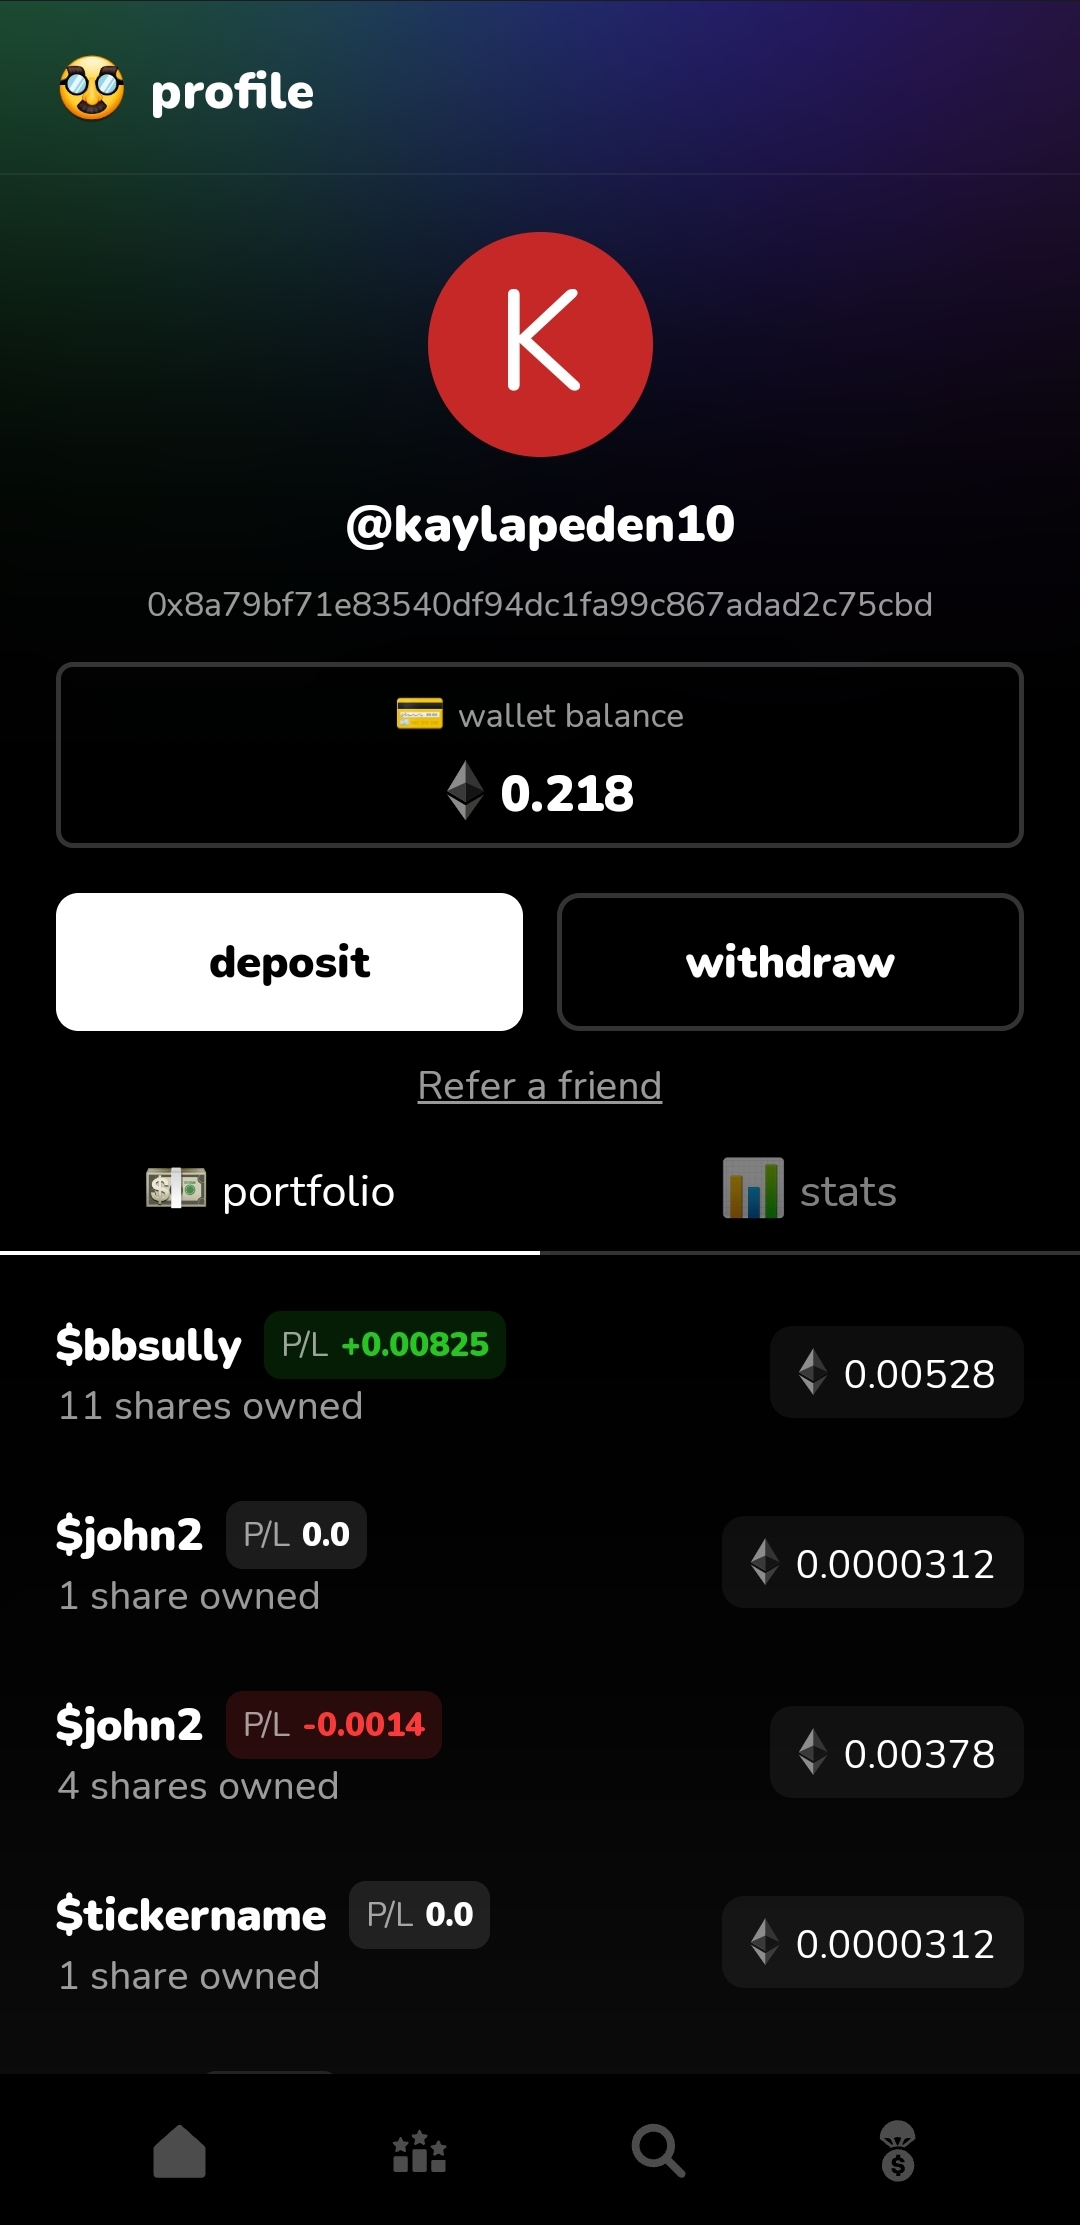 profile
K
@kaylapeden10
0x8a79bf71e83540df94dc1fa99c867adad2c75cbd
wallet balance
0.218
deposit
withdraw
Refer a friend
portfolio
stats
$bbsully P/L +0.00825
11 shares owned
0.00528
$john2 P/L 0.0
1 share owned
0.0000312
$john2 P/L -0.0014
4 shares owned
0.00378
$tickername P/L 0.0
1 share owned
0.0000312